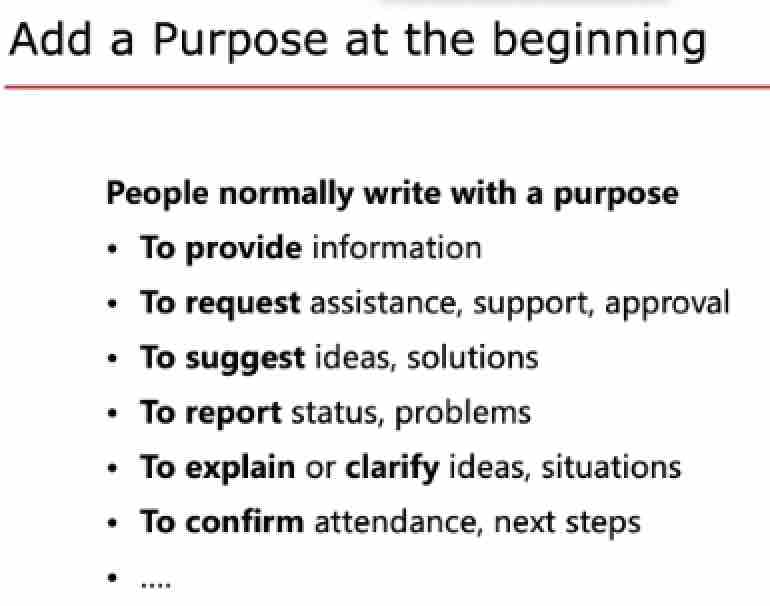 Add a Purpose at the beginning
People normally write with a purpose
• To provide information
• To request assistance, support, approval
• To suggest ideas, solutions
• To report status, problems
• To explain or clarify ideas, situations
• To confirm attendance, next steps
• ....